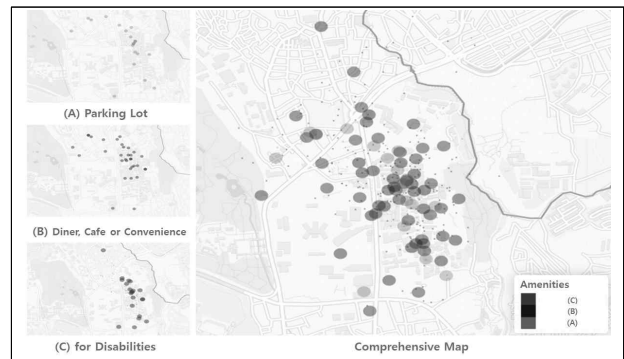 (A) Parking Lot
(B) Diner, Cafe or Convenience
(C) for Disabilities
Comprehensive Map
Amenities
(C)
(B)
(A)